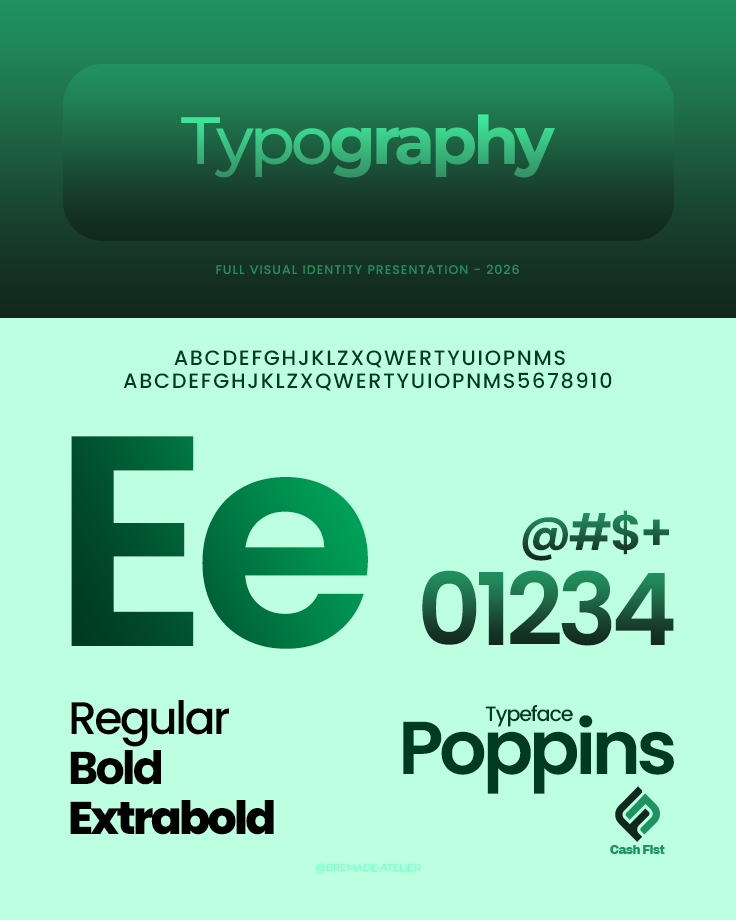 Typography
FULL VISUAL IDENTITY PRESENTATION - 2026
ABCDEFGHJKLZXQWERTYUIOPNMS
ABCDEFGHJKLZXQWERTYUIOPNMS5678910
Ee
@#$+
01234
Regular
Bold
Extrabold
Typeface
Poppins
Cash Fist
@BREMADE-ATELIER